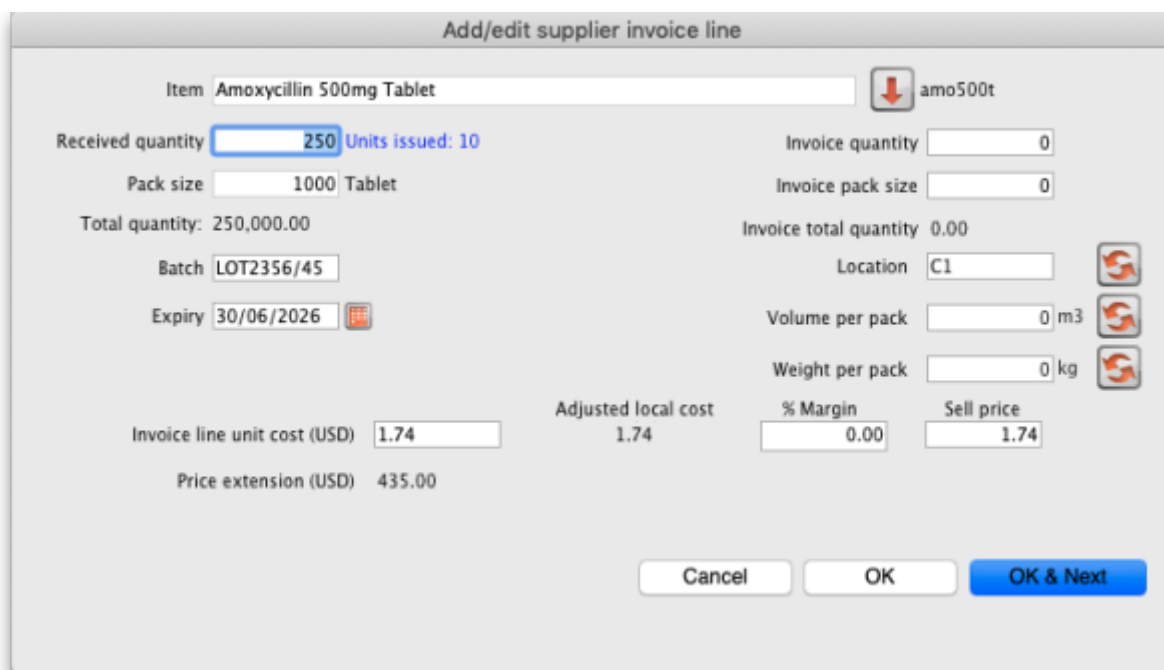 Add/edit supplier invoice line
Item Amoxycillin 500mg Tablet amo500t
Received quantity 250 Units issued: 10 Invoice quantity 0
Pack size 1000 Tablet Invoice pack size 0
Total quantity: 250,000.00 Invoice total quantity 0.00
Batch LOT2356/45 Location C1
Expiry 30/06/2026 Volume per pack 0 m3
Weight per pack 0 kg
Adjusted local cost % Margin Sell price
Invoice line unit cost (USD) 1.74 1.74 0.00 1.74
Price extension (USD) 435.00
Cancel OK OK & Next